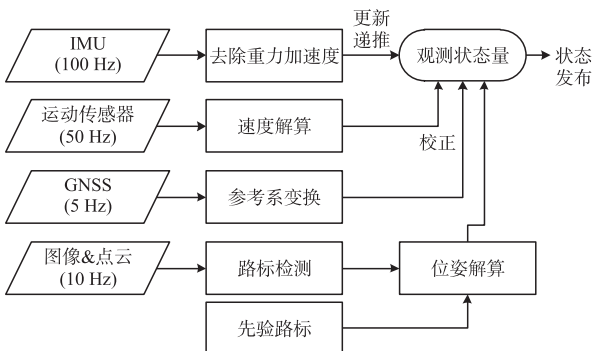 IMU
(100 Hz)
去除重力加速度
更新
递推
观测状态量
状态
发布
运动传感器
(50 Hz)
速度解算
校正
GNSS
(5 Hz)
参考系变换
图像&点云
(10 Hz)
路标检测
位姿解算
先验路标